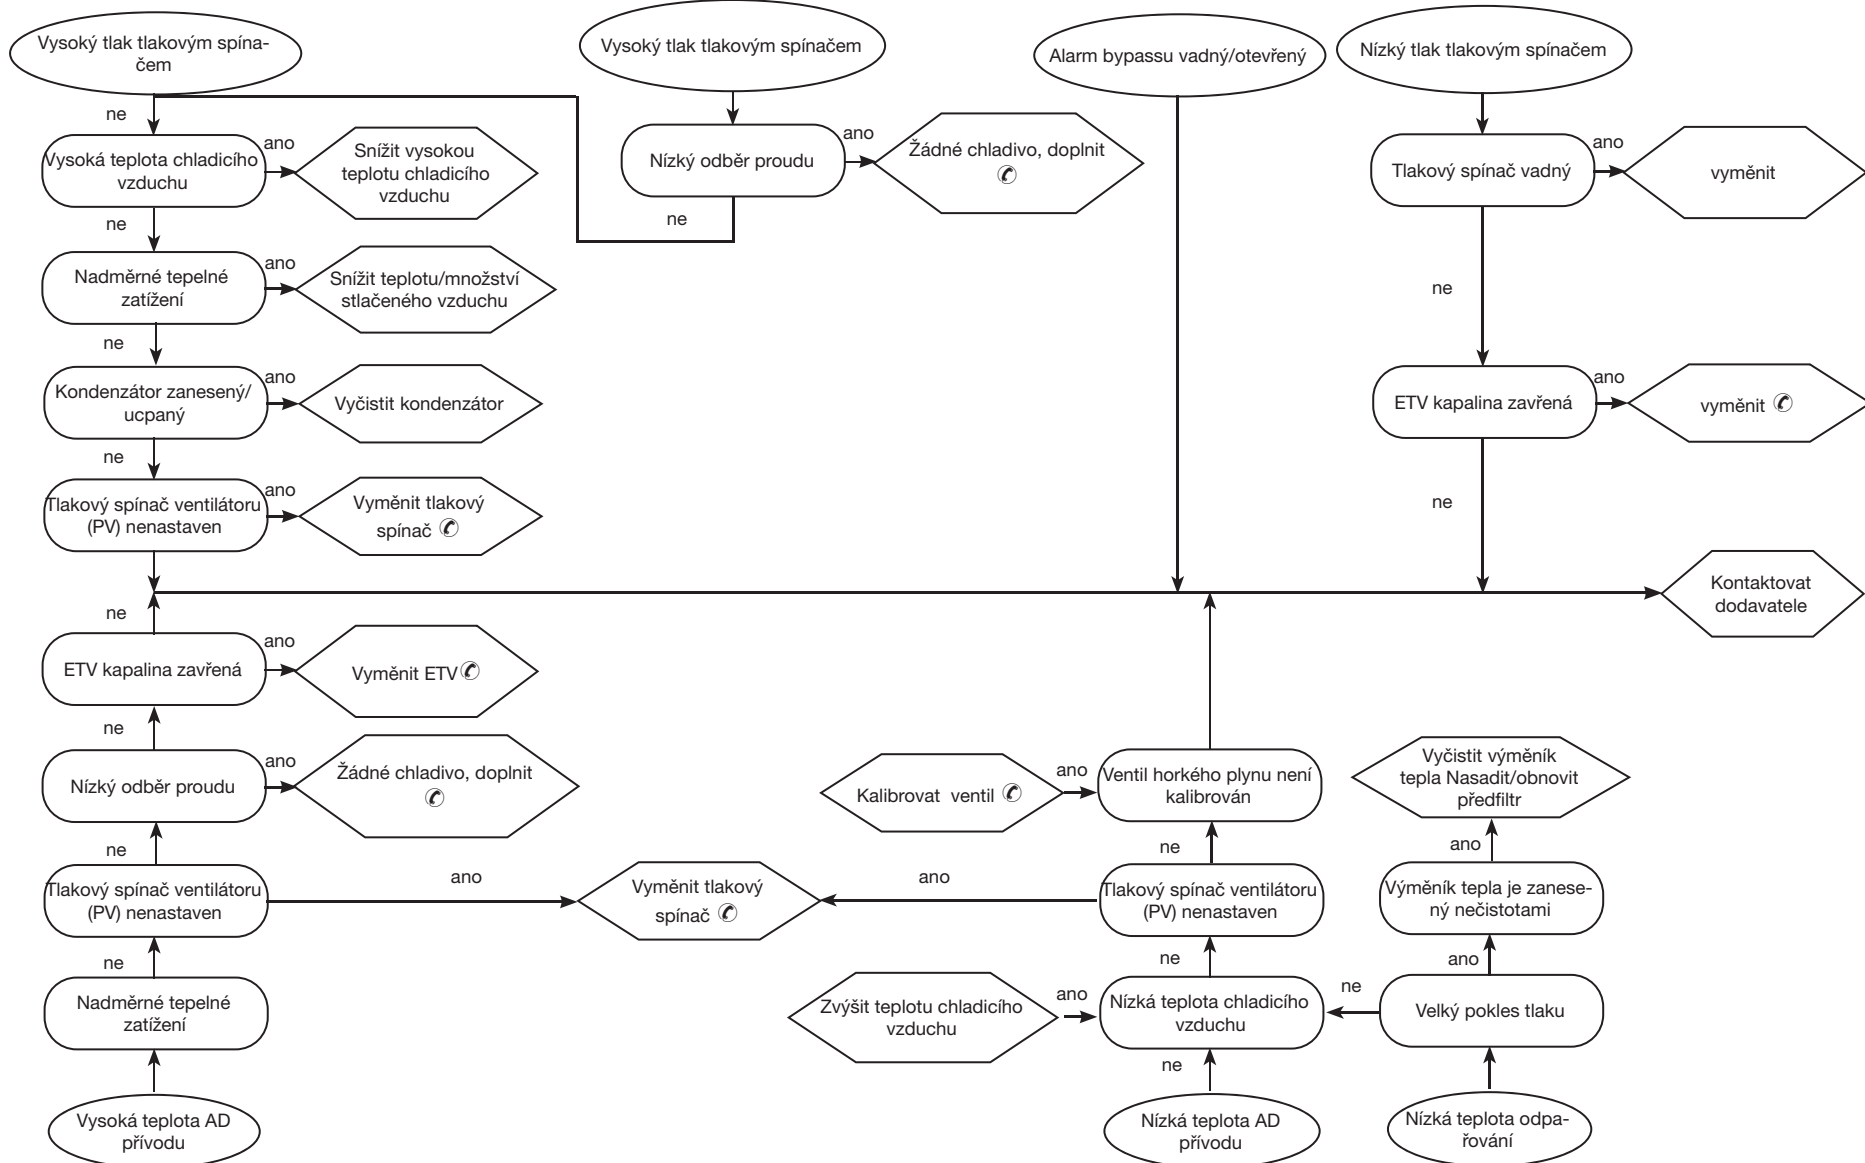 Vysoký tlak tlakovým spína-
čem
Vysoký tlak tlakovým spínačem
Alarm bypassu vadný/otevřený
Nízký tlak tlakovým spínačem
ne
Vysoká teplota chladicího
vzduchu
ano
Snížit vysokou
teplotu chladicího
vzduchu
Nízký odběr proudu
ano
Žádné chladivo, doplnit
✆
ne
Tlakový spínač vadný
ano
vyměnit
ne
ne
Nadměrné tepelné
zatížení
ano
Snížit teplotu/množství
stlačeného vzduchu
ne
Kondenzátor zanesený/
ucpaný
ano
Vyčistit kondenzátor
ETV kapalina zavřená
ano
vyměnit ✆
ne
ne
Tlakový spínač ventilátoru
(PV) nenastaven
ano
Vyměnit tlakový
spínač ✆
Kontaktovat
dodavatele
ne
ETV kapalina zavřená
ano
Vyměnit ETV ✆
ne
Nízký odběr proudu
ano
Žádné chladivo, doplnit
✆
Kalibrovat ventil ✆
ano
Ventil horkého plynu není
kalibrován
Vyčistit výměník
tepla Nasadit/obnovit
předfiltr
ne
ne
ano
Tlakový spínač ventilátoru
(PV) nenastaven
ano
Vyměnit tlakový
spínač ✆
ano
Tlakový spínač ventilátoru
(PV) nenastaven
Výměník tepla je zanese-
ný nečistotami
ne
ne
ano
Nadměrné tepelné
zatížení
Zvýšit teplotu chladicího
vzduchu
ano
Nízká teplota chladicího
vzduchu
ne
Velký pokles tlaku
ne
Vysoká teplota AD
přívodu
Nízká teplota AD
přívodu
Nízká teplota odpa-
řování